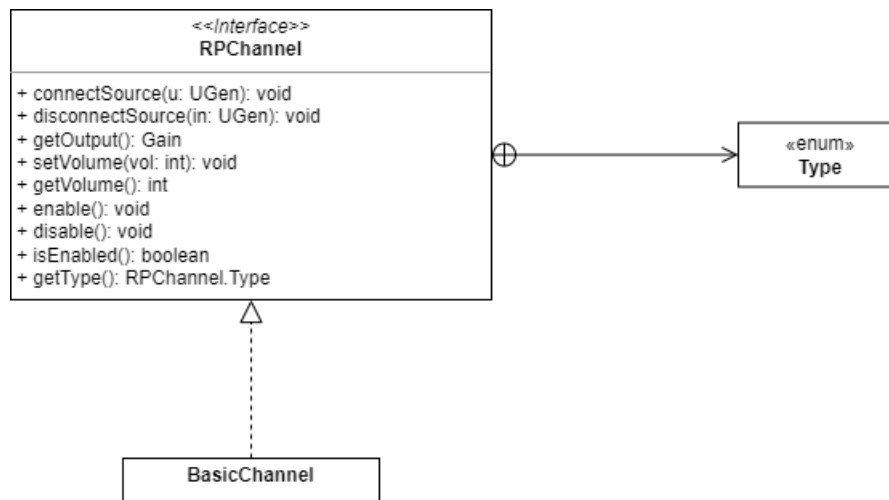 <<Interface>>
RPChannel
+ connectSource(u: UGen): void
+ disconnectSource(in: UGen): void
+ getOutput(): Gain
+ setVolume(vol: int): void
+ getVolume(): int
+ enable(): void
+ disable(): void
+ isEnabled(): boolean
+ getType(): RPChannel.Type
«enum»
Type
BasicChannel